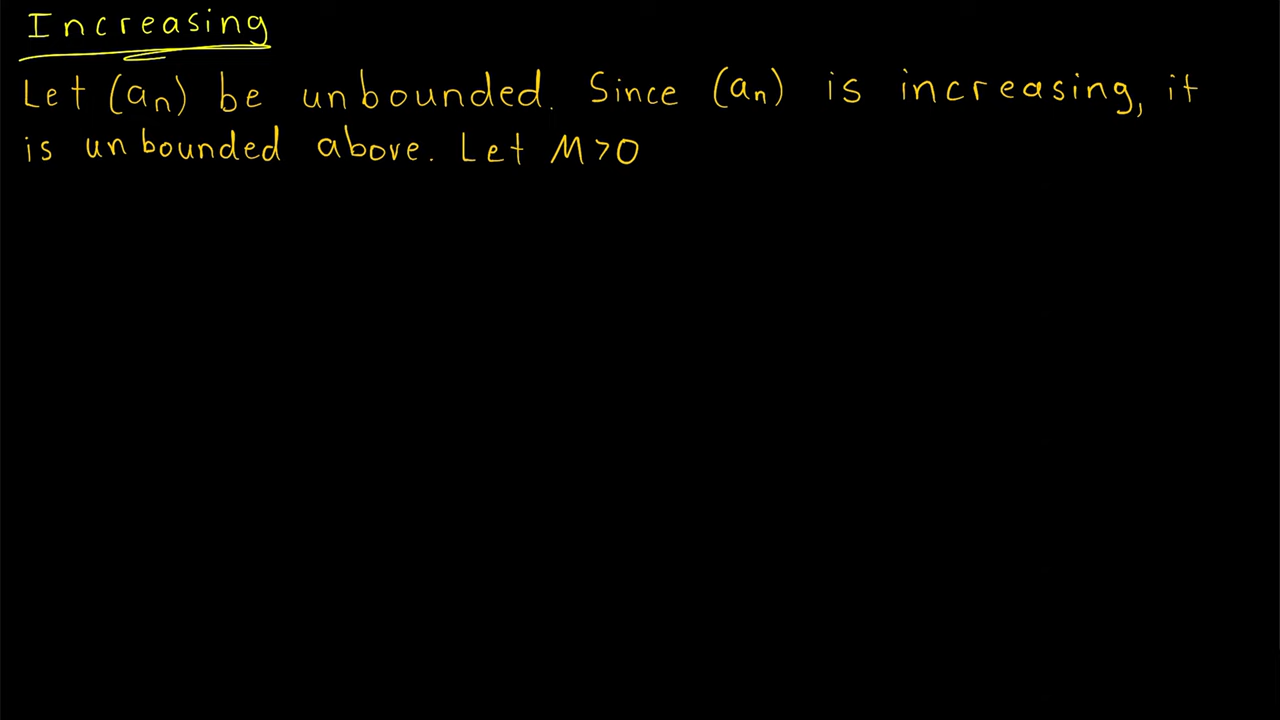 Increasing
Let (aₙ) be unbounded. Since (aₙ) is increasing, it
is unbounded above. Let M>0